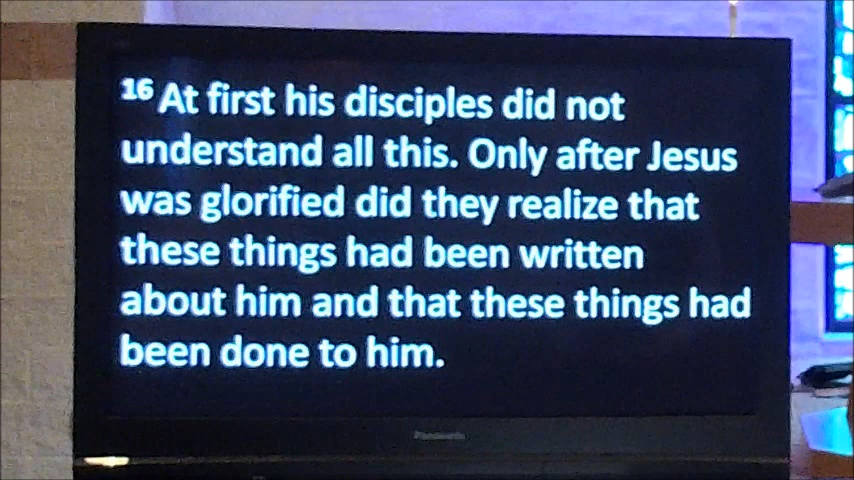 16 At first his disciples did not
understand all this. Only after Jesus
was glorified did they realize that
these things had been written
about him and that these things had
been done to him.
Panasonic